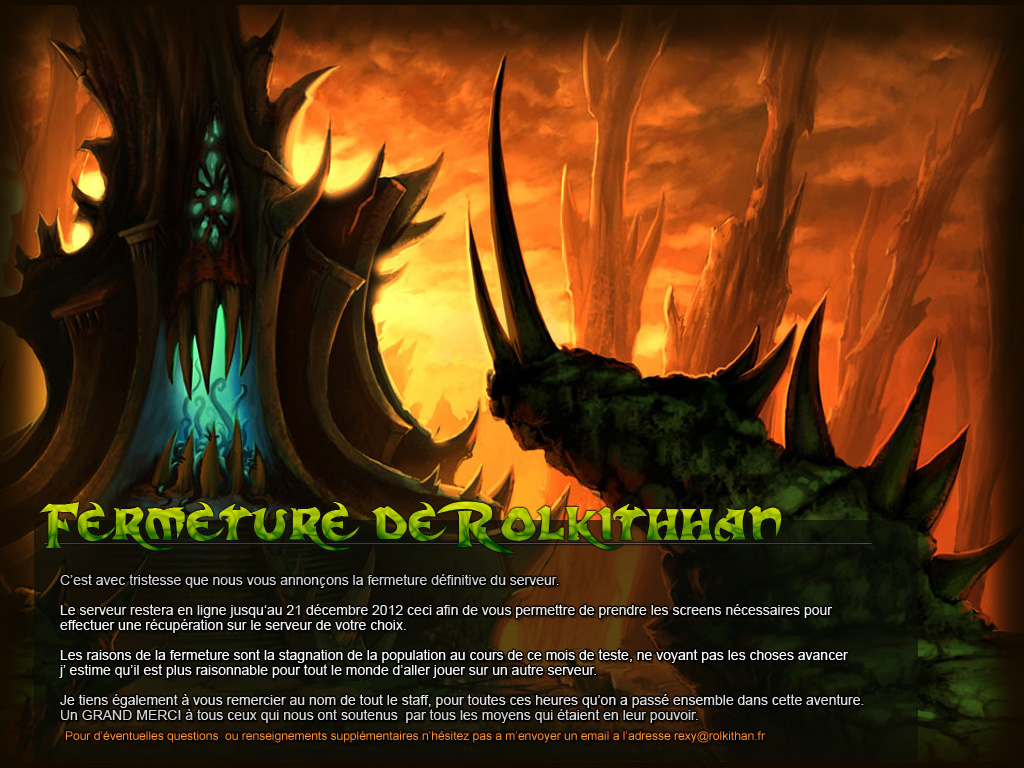 Fermeture de Rolkithhan
C'est avec tristesse que nous vous annonçons la fermeture définitive du serveur.
Le serveur restera en ligne jusqu'au 21 décembre 2012 ceci afin de vous permettre de prendre les screens nécessaires pour
effectuer une récupération sur le serveur de votre choix.
Les raisons de la fermeture sont la stagnation de la population au cours de ce mois de teste, ne voyant pas les choses avancer
j' estime qu'il est plus raisonnable pour tout le monde d'aller jouer sur un autre serveur.
Je tiens également à vous remercier au nom de tout le staff, pour toutes ces heures qu'on a passé ensemble dans cette aventure.
Un GRAND MERCI à tous ceux qui nous ont soutenus  par tous les moyens qui étaient en leur pouvoir.
Pour d'éventuelles questions  ou renseignements supplémentaires n'hésitez pas a m'envoyer un email a l'adresse rexy@rolkithan.fr